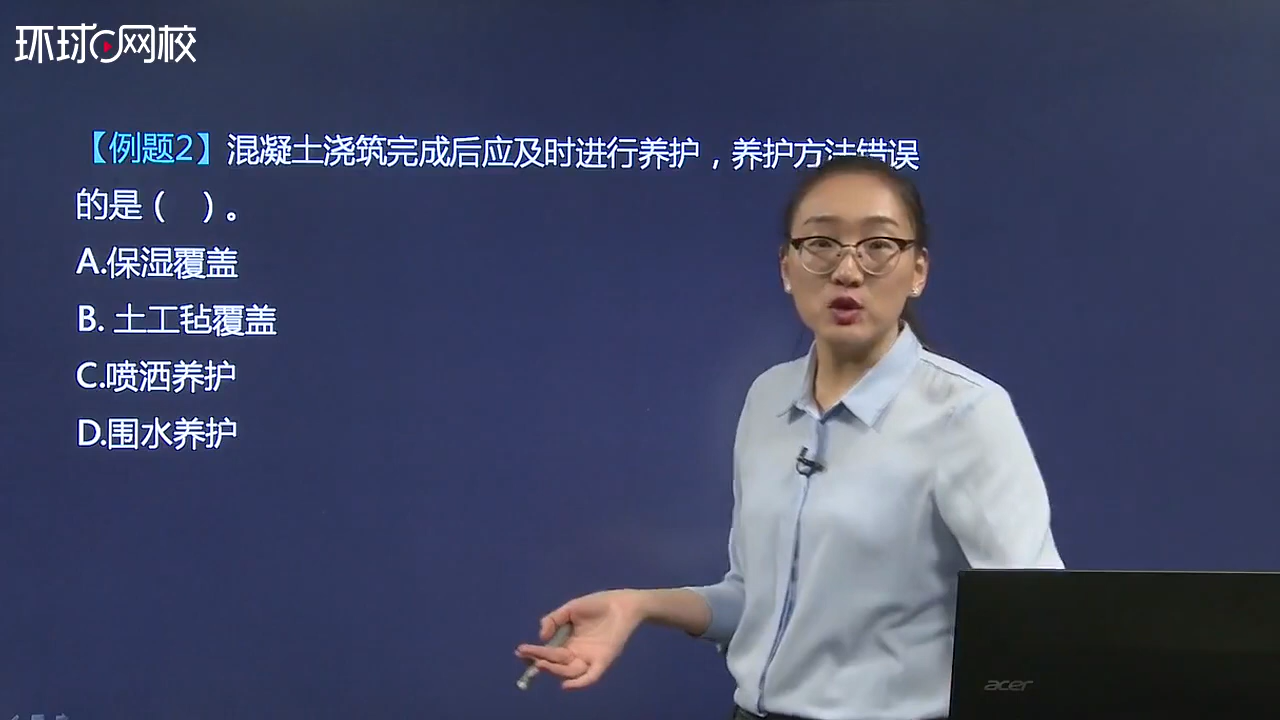 环球网校
【例题2】混凝土浇筑完成后应及时进行养护，养护方法错误
的是（ ）。
A.保湿覆盖
B. 土工毡覆盖
C.喷洒养护
D.围水养护
acer